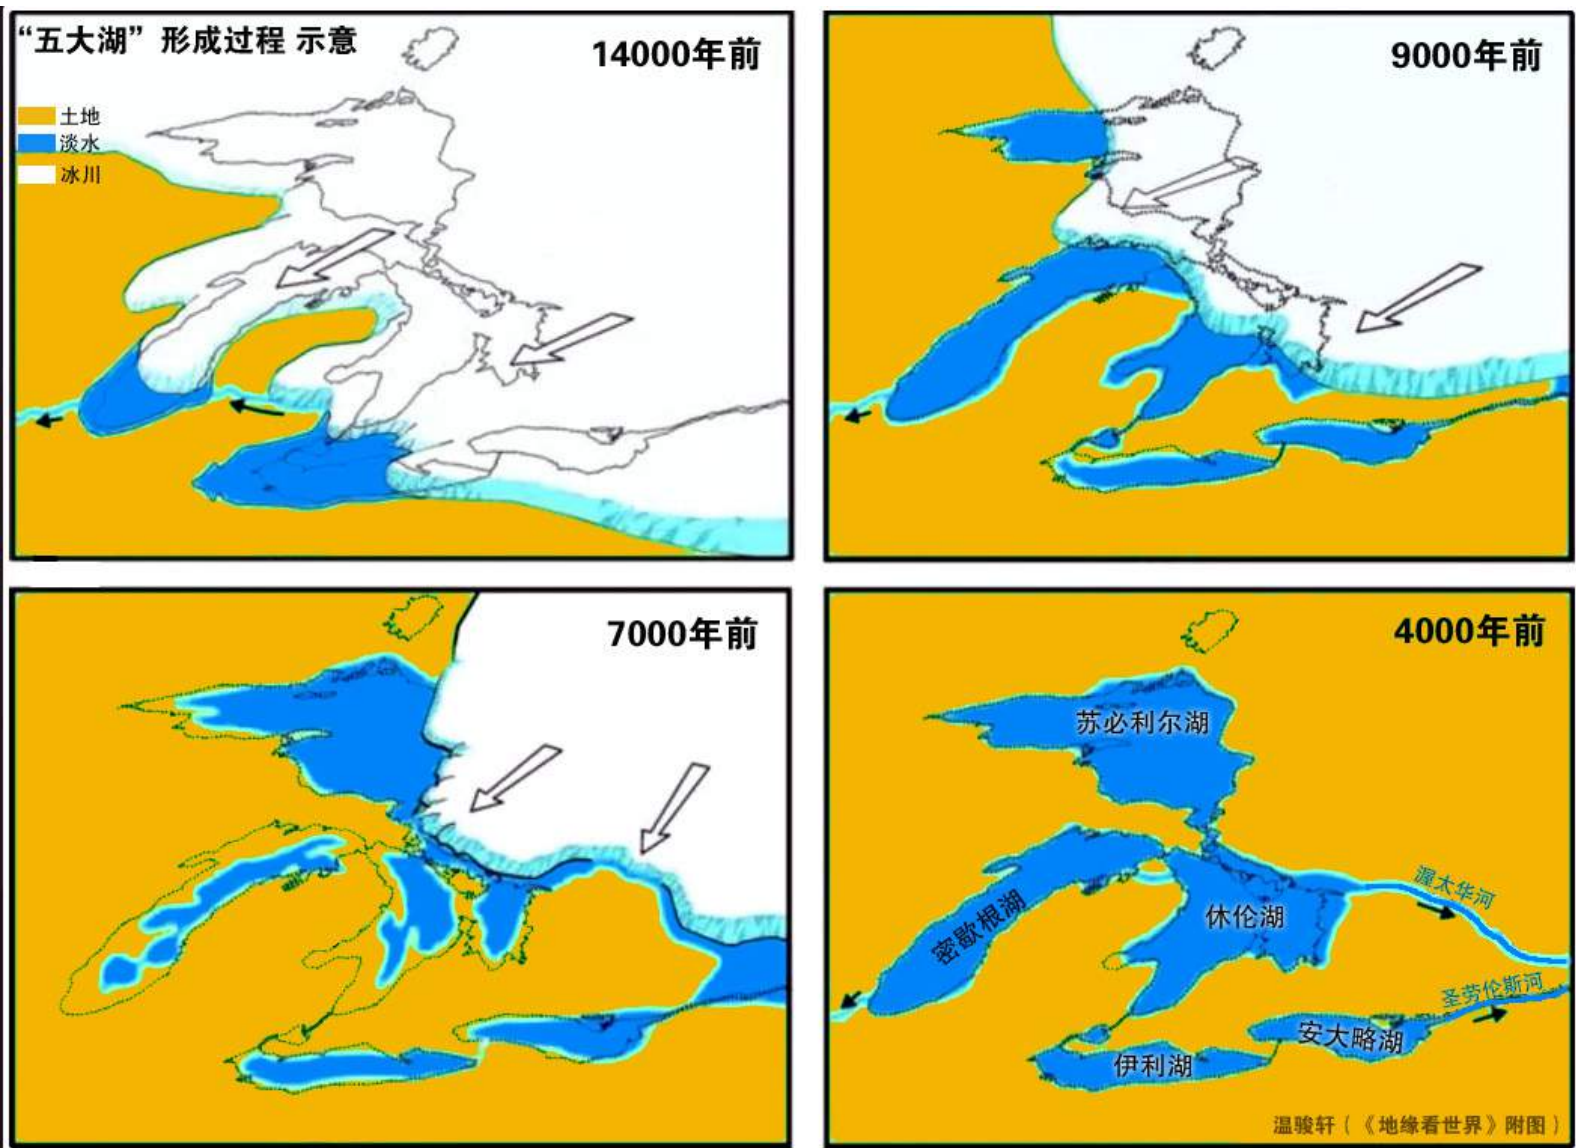 “五大湖”形成过程 示意
14000年前
土地
淡水
冰川
9000年前
7000年前
4000年前
苏必利尔湖
密歇根湖
休伦湖
渥太华河
圣劳伦斯河
安大略湖
伊利湖
温骏轩（《地缘看世界》附图）